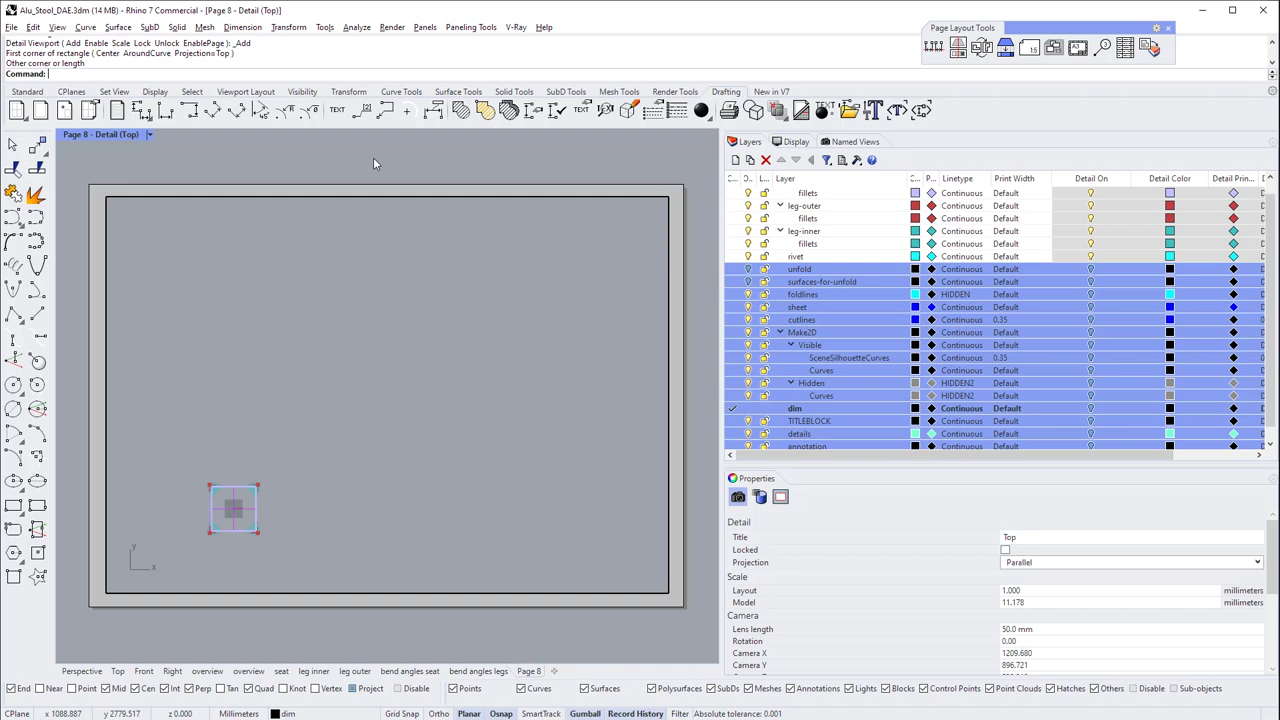 Alu_Stool_DAE.3dm (14 MB) - Rhino 7 Commercial - [Page 8 - Detail (Top)]
File Edit View Curve Surface SubD Solid Mesh Dimension Transform Tools Analyze Render Panels Paneling Tools V-Ray Help
Page Layout Tools
Detail Viewport ( Add Enable Scale Lock Unlock EnablePage ): _Add
First corner of rectangle ( Center AroundCurve Projection=Top )
Other corner or length
Command:
Standard CPlanes Set View Display Select Viewport Layout Visibility Transform Curve Tools Surface Tools Solid Tools SubD Tools Mesh Tools Render Tools Drafting New in V7
Page 8 - Detail (Top)
Layers Display Named Views
Layer Linetype Print Width Detail On Detail Color Detail Prin...
fillets Continuous Default
leg-outer Continuous Default
fillets Continuous Default
leg-inner Continuous Default
fillets Continuous Default
rivet Continuous Default
unfold Continuous Default
surfaces-for-unfold Continuous Default
foldlines HIDDEN Default
sheet Continuous Default
cutlines Continuous 0.35
Make2D Continuous Default
Visible Continuous Default
SceneSilhouetteCurves Continuous 0.35
Curves Continuous Default
Hidden HIDDEN2 Default
Curves HIDDEN2 Default
dim Continuous Default
TITLEBLOCK Continuous Default
details Continuous Default
annotation Continuous Default
Properties
Detail
Title Top
Locked
Projection Parallel
Scale
Layout 1.000 millimeters
Model 11.178 millimeters
Camera
Lens length 50.0 mm
Rotation 0.00
Camera X 1209.680
Camera Y 896.721
y
x
Perspective Top Front Right overview overview seat leg inner leg outer bend angles seat bend angles legs Page 8
End Near Point Mid Cen Int Perp Tan Quad Knot Vertex Project Disable Points Curves Surfaces Polysurfaces SubDs Meshes Annotations Lights Blocks Control Points Point Clouds Hatches Others Disable Sub-objects
CPlane x 1088.887 y 2779.517 z 0.000 Millimeters dim Grid Snap Ortho Planar Osnap SmartTrack Gumball Record History Filter Absolute tolerance: 0.001